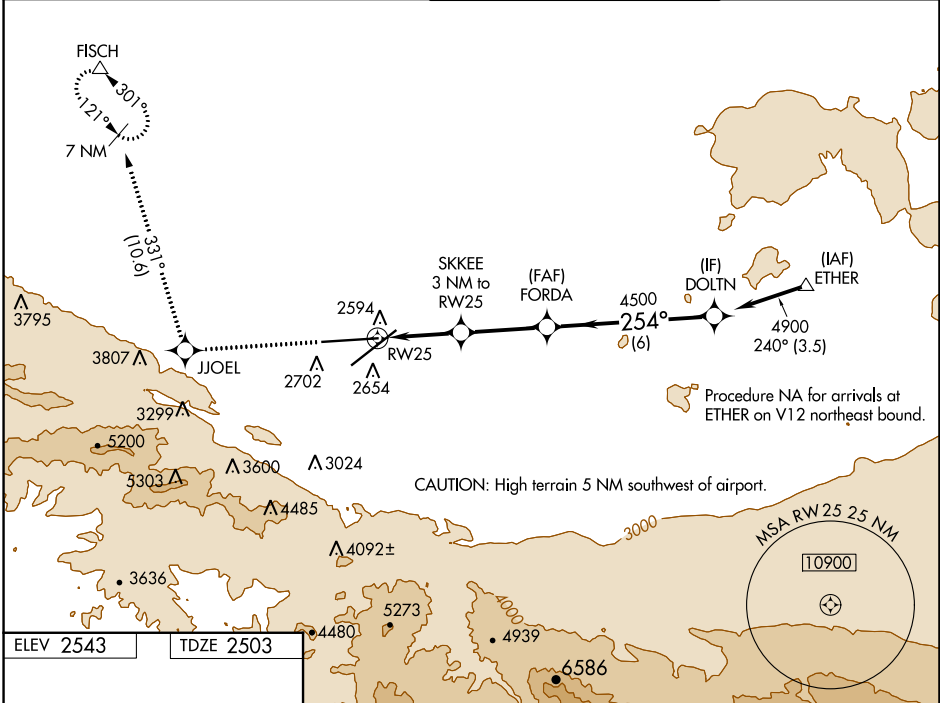 FISCH
301°
121°
7 NM
331°
(10.6)
SKKEE
3 NM to
RW25
(FAF)
FORDA
(IF)
DOLTN
(IAF)
ETHER
4500
254°
(6)
4900
240° (3.5)
3795
3807
JJOEL
2594
RW25
2702
2654
3299
Procedure NA for arrivals at
ETHER on V12 northeast bound.
5200
5303
3600
3024
4485
CAUTION: High terrain 5 NM southwest of airport.
3000
MSA RW25 25 NM
10900
4092±
3636
4000
5273
4480
4939
6586
ELEV 2543
TDZE 2503